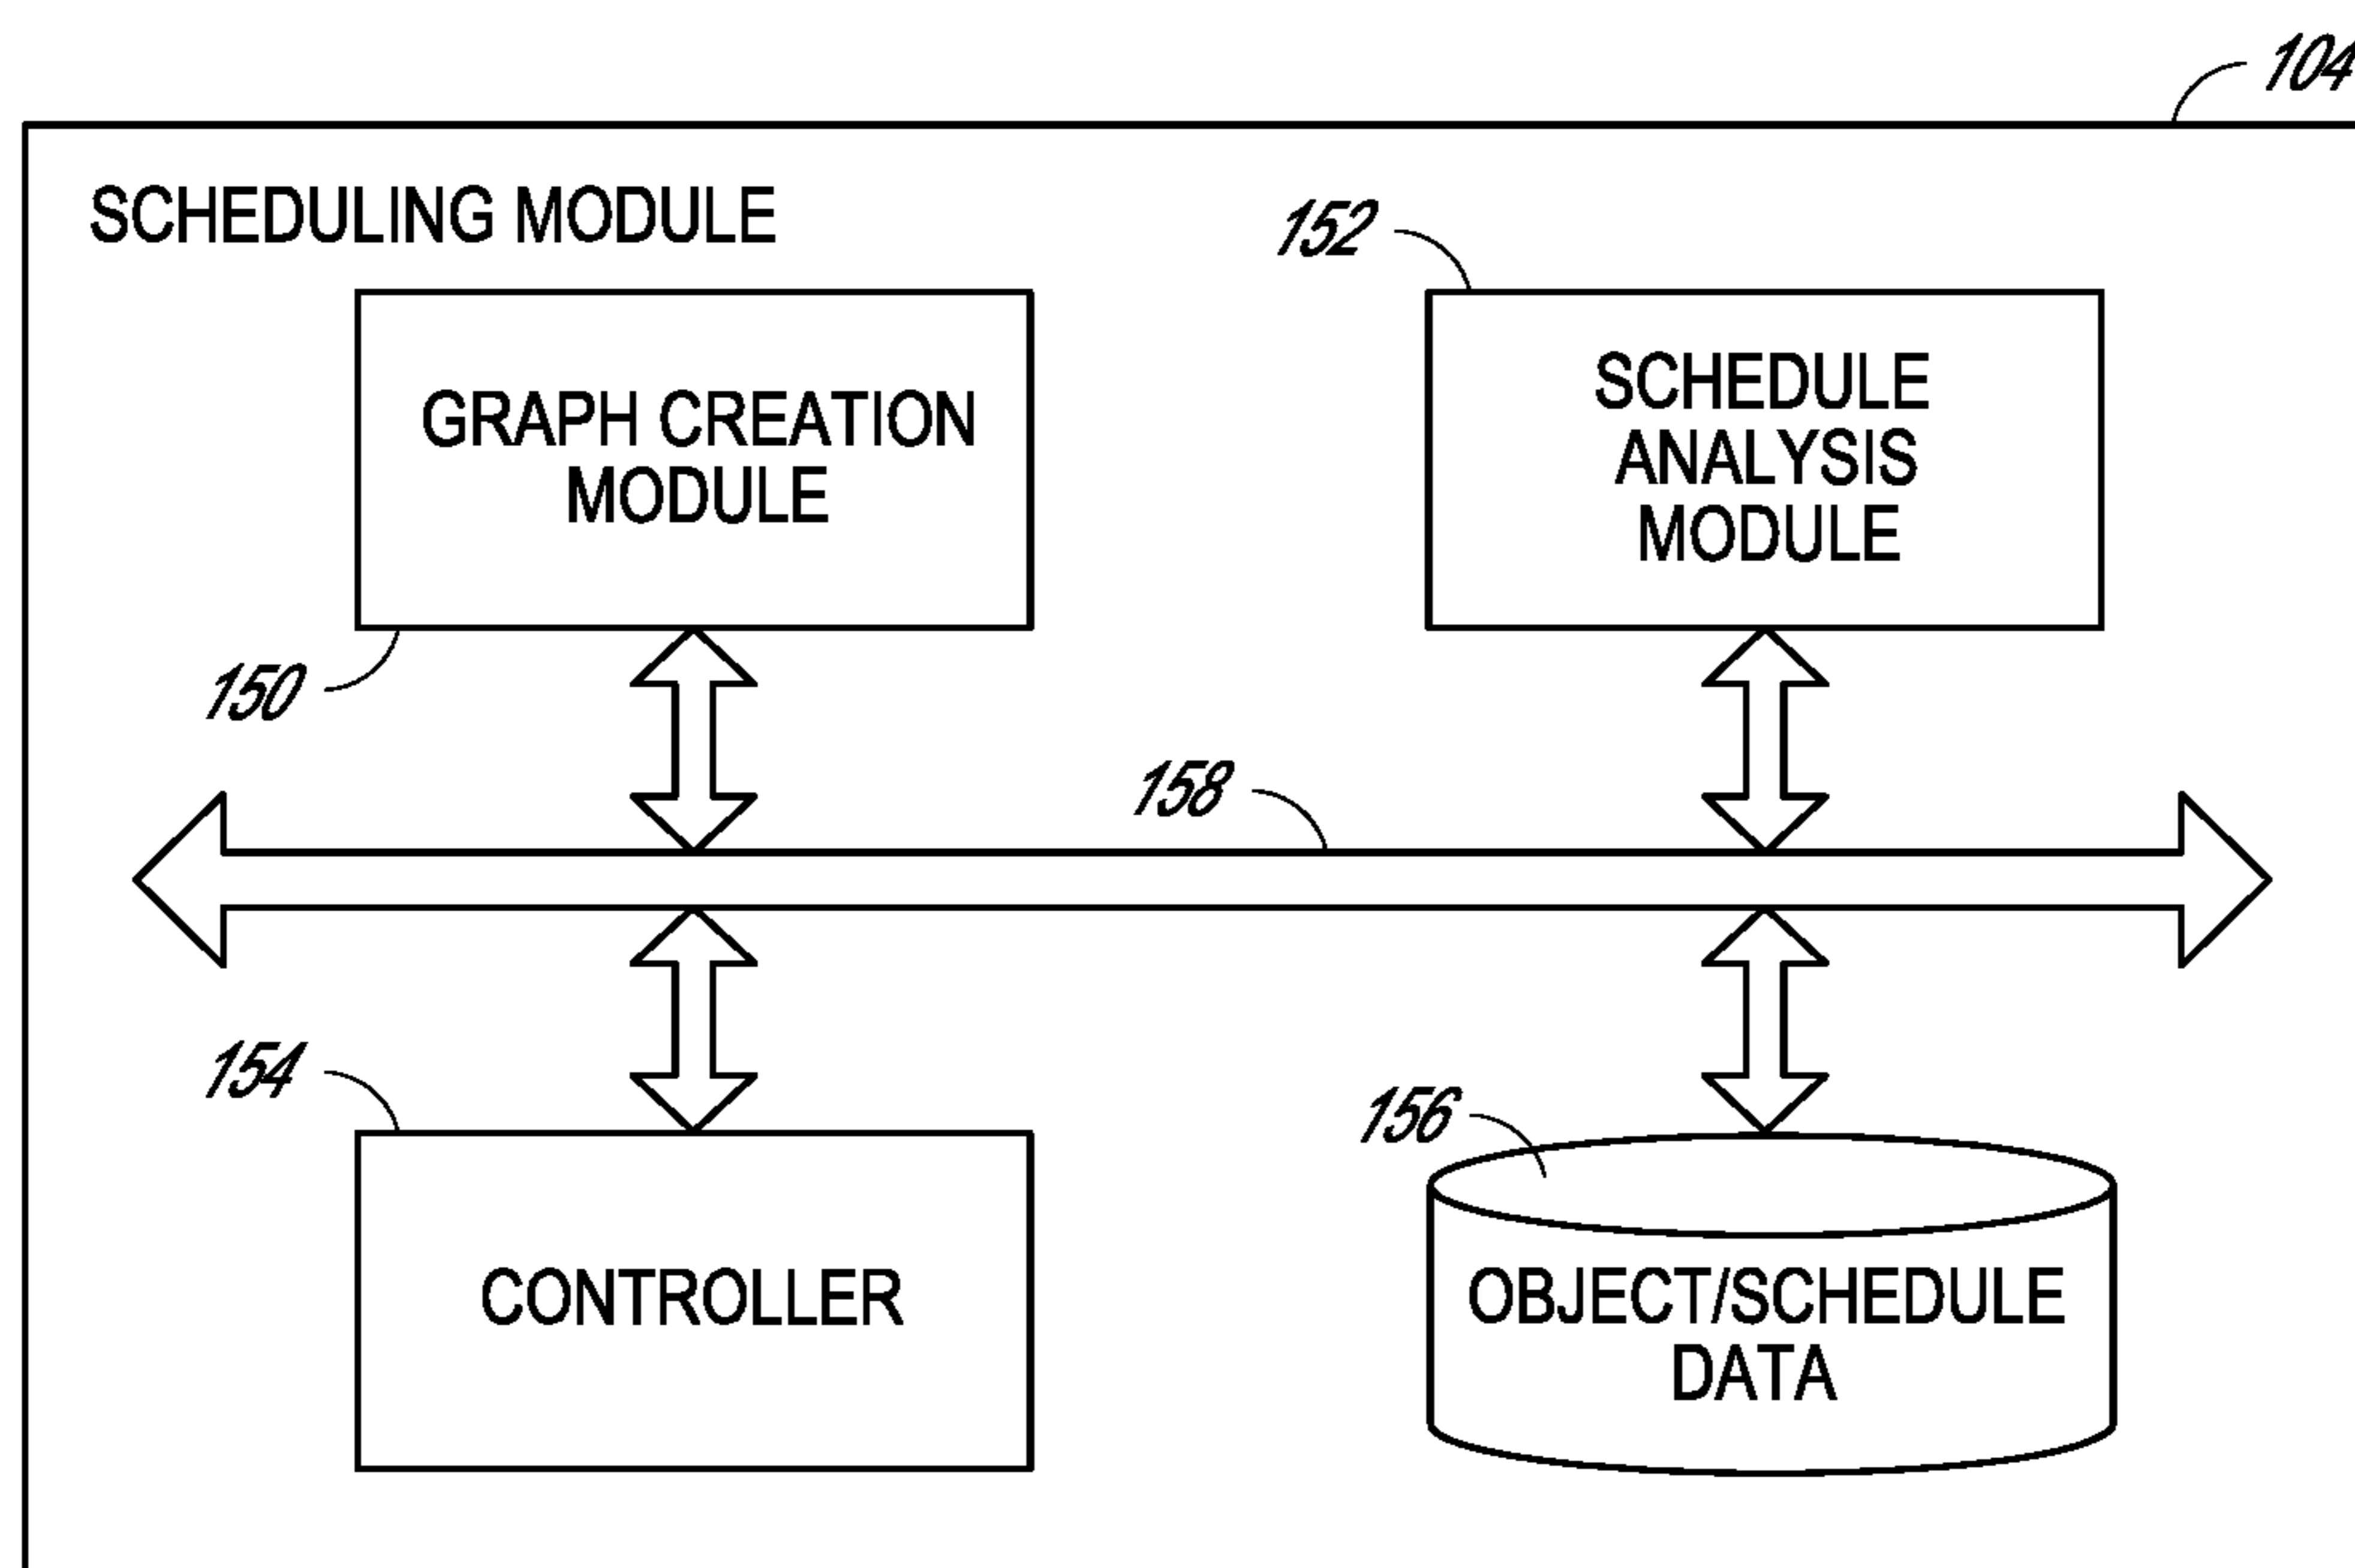 104
SCHEDULING MODULE
152
GRAPH CREATION
MODULE
SCHEDULE
ANALYSIS
MODULE
150
158
154
156
CONTROLLER
OBJECT/SCHEDULE
DATA